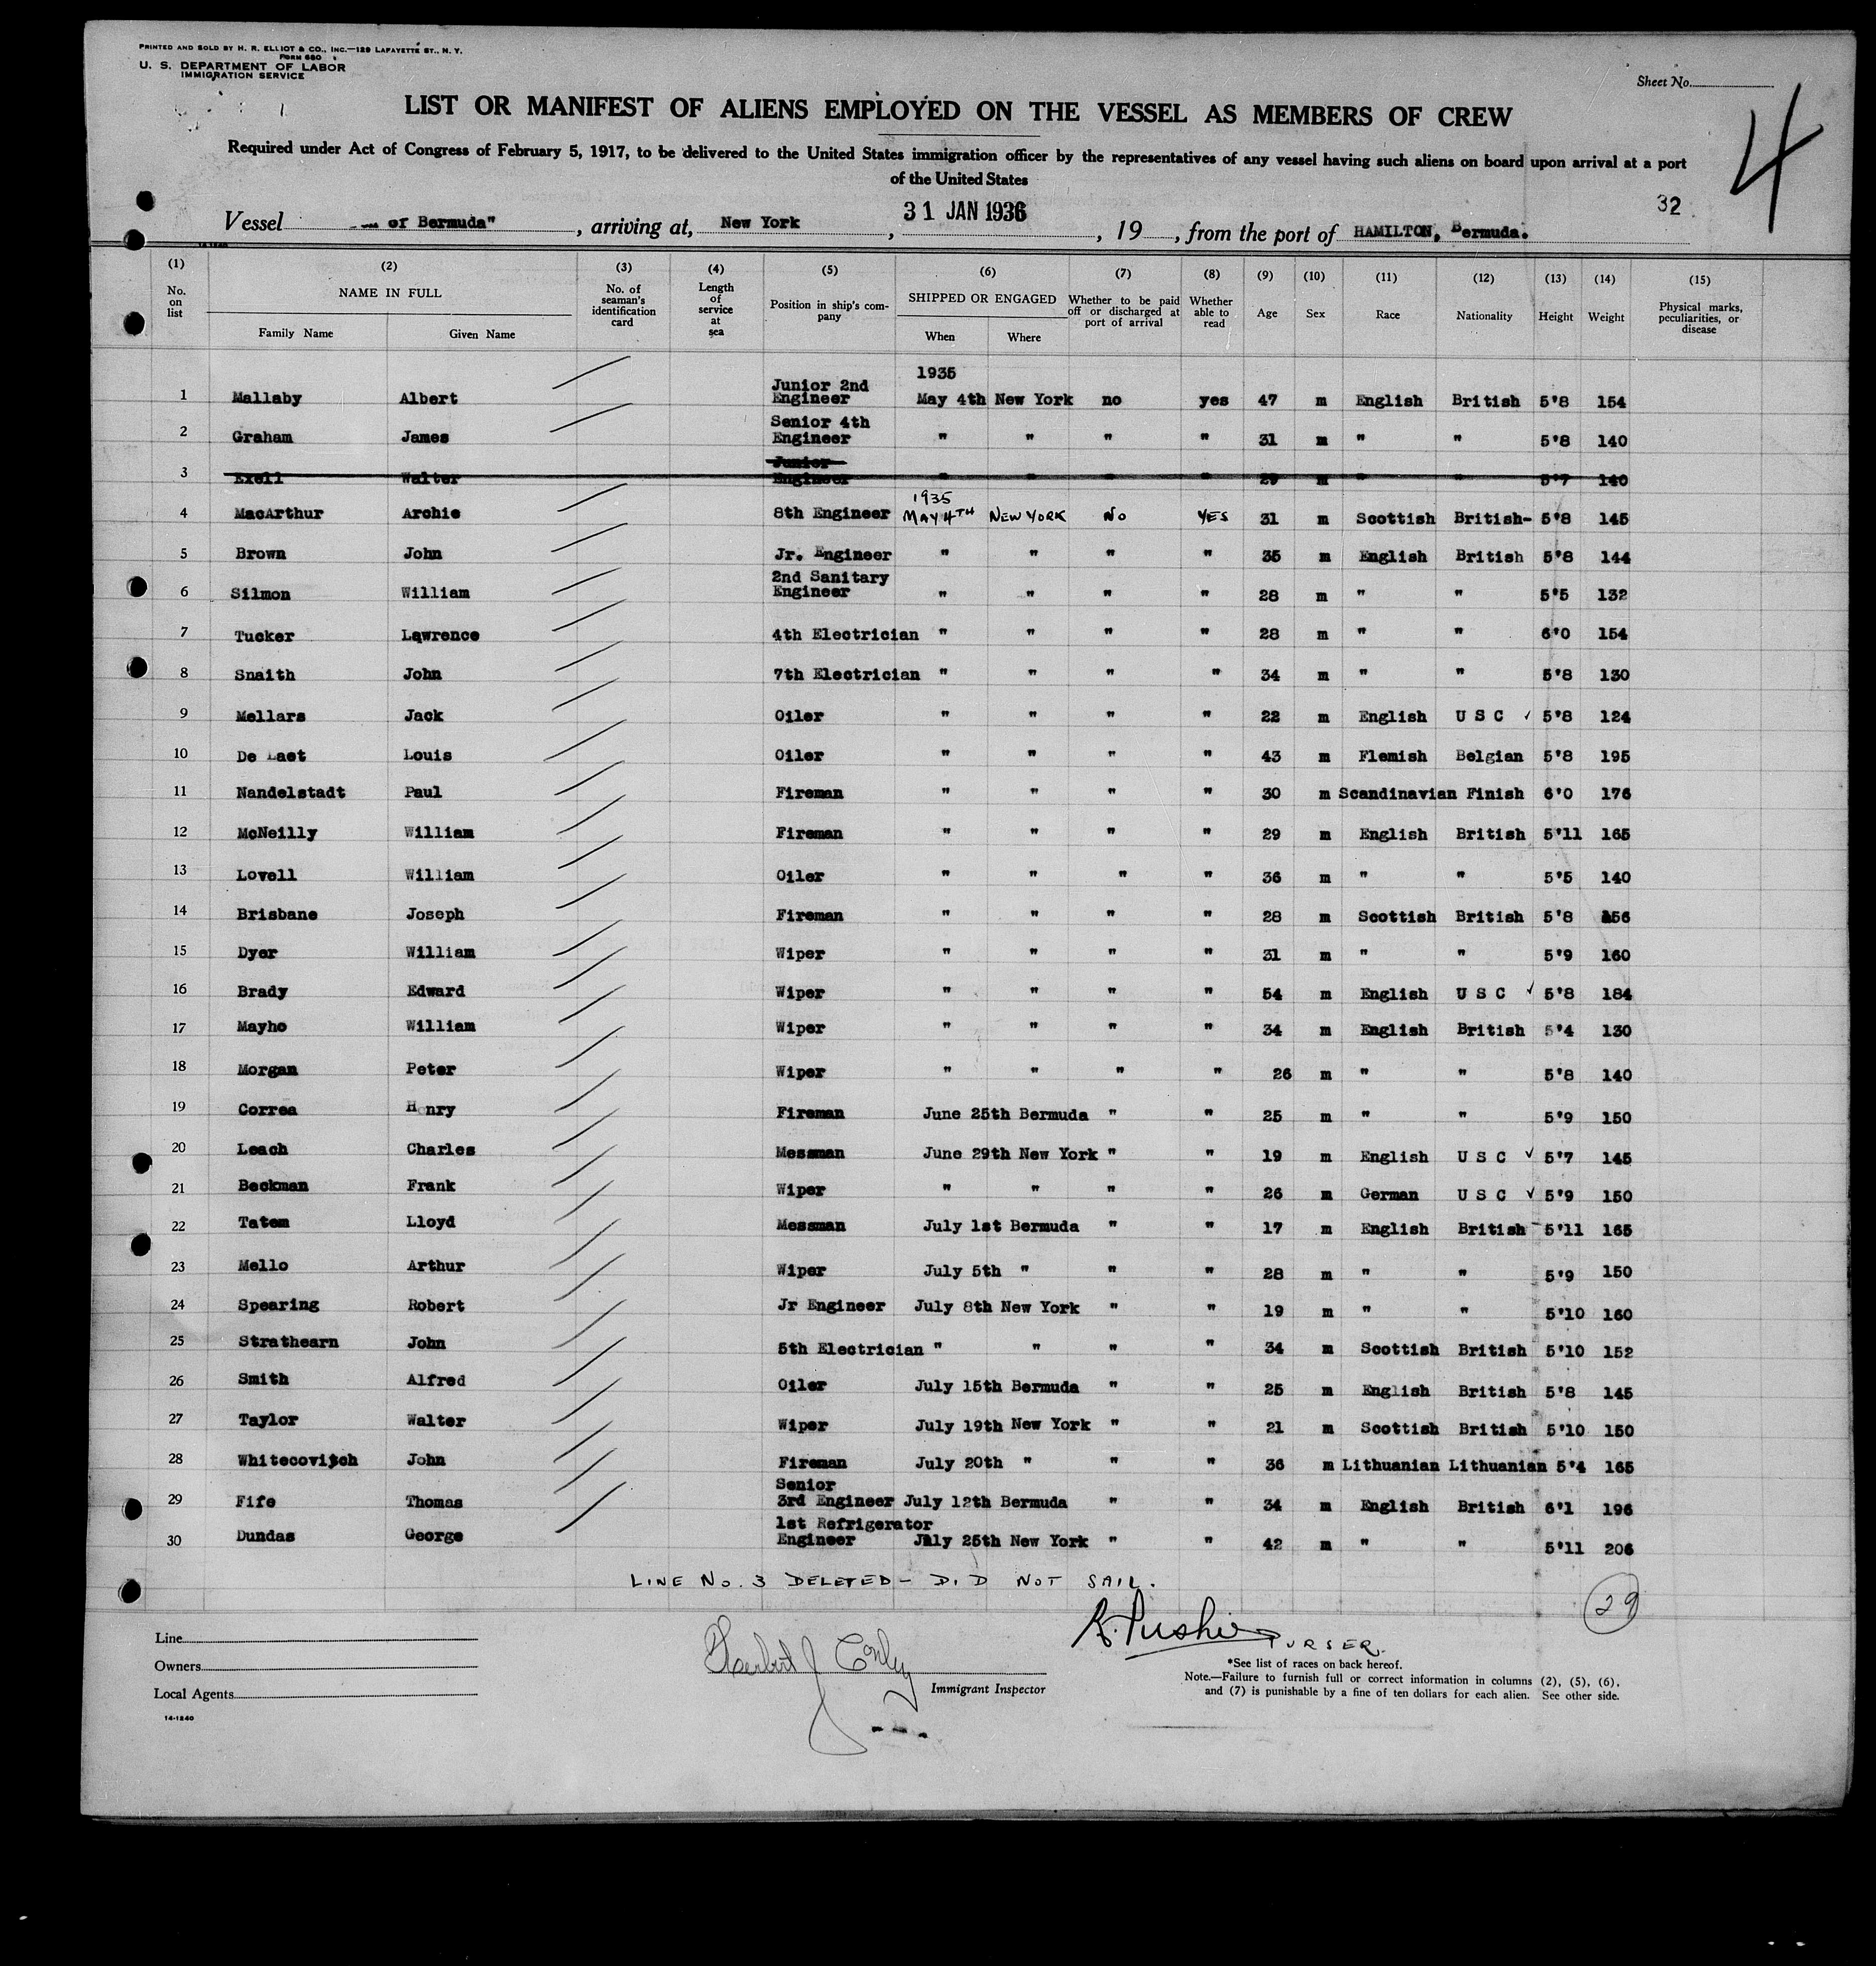 PRINTED AND SOLD BY H. R. ELLIOT & CO., INC.—129 LAFAYETTE ST., N. Y.
FORM 680
U. S. DEPARTMENT OF LABOR
IMMIGRATION SERVICE
Sheet No.
4
LIST OR MANIFEST OF ALIENS EMPLOYED ON THE VESSEL AS MEMBERS OF CREW
Required under Act of Congress of February 5, 1917, to be delivered to the United States immigration officer by the representatives of any vessel having such aliens on board upon arrival at a port
of the United States
32
Vessel of Bermuda", arriving at, New York, 31 JAN 1936, 19, from the port of HAMILTON, Bermuda.
14-1240
(1) (2) (3) (4) (5) (6) (7) (8) (9) (10) (11) (12) (13) (14) (15)
No. on list NAME IN FULL Family Name Given Name No. of seaman's identification card Length of service at sea Position in ship's company SHIPPED OR ENGAGED When Where Whether to be paid off or discharged at port of arrival Whether able to read Age Sex Race Nationality Height Weight Physical marks, peculiarities, or disease
1935
1 Mallaby Albert Junior 2nd Engineer May 4th New York no yes 47 m English British 5'8 154
2 Graham James Senior 4th Engineer " " " " 31 m " " 5'8 140
3 Exell Walter Junior Engineer " " " " 29 m " " 5'7 140
1935
4 MacArthur Archie 8th Engineer MAY 4TH NEW YORK NO YES 31 m Scottish British- 5'8 145
5 Brown John Jr. Engineer " " " " 35 m English British 5'8 144
6 Silmon William 2nd Sanitary Engineer " " " " 28 m " " 5'5 132
7 Tucker Lawrence 4th Electrician " " " " 28 m " " 6'0 154
8 Snaith John 7th Electrician " " " " 34 m " " 5'8 130
9 Mellars Jack Oiler " " " " 22 m English U S C ✓ 5'8 124
10 De Laet Louis Oiler " " " " 43 m Flemish Belgian 5'8 195
11 Nandelstadt Paul Fireman " " " " 30 m Scandinavian Finish 6'0 176
12 McNeilly William Fireman " " " " 29 m English British 5'11 165
13 Lovell William Oiler " " " " 36 m " " 5'5 140
14 Brisbane Joseph Fireman " " " " 28 m Scottish British 5'8 156
15 Dyer William Wiper " " " " 31 m " " 5'9 160
16 Brady Edward Wiper " " " " 54 m English U S C ✓ 5'8 184
17 Mayho William Wiper " " " " 34 m English British 5'4 130
18 Morgan Peter Wiper " " " " 26 m " " 5'8 140
19 Correa Henry Fireman June 25th Bermuda " " 25 m " " 5'9 150
20 Leach Charles Messman June 29th New York " " 19 m English U S C ✓ 5'7 145
21 Beckman Frank Wiper " " " " 26 m German U S C ✓ 5'9 150
22 Tatem Lloyd Messman July 1st Bermuda " " 17 m English British 5'11 165
23 Mello Arthur Wiper July 5th " " " 28 m " " 5'9 150
24 Spearing Robert Jr Engineer July 8th New York " " 19 m " " 5'10 160
25 Strathearn John 5th Electrician " " " " 34 m Scottish British 5'10 152
26 Smith Alfred Oiler July 15th Bermuda " " 25 m English British 5'8 145
27 Taylor Walter Wiper July 19th New York " " 21 m Scottish British 5'10 150
28 Whitecovitch John Fireman July 20th " " " 36 m Lithuanian Lithuanian 5'4 165
29 Fife Thomas Senior 3rd Engineer July 12th Bermuda " " 34 m English British 6'1 196
30 Dundas George 1st Refrigerator Engineer July 25th New York " " 42 m " " 5'11 206
LINE NO. 3 DELETED - DID NOT SAIL.
29
Line
Owners
Local Agents
14-1240
Herbert J Conley
Immigrant Inspector
PURSER.
*See list of races on back hereof.
Note.—Failure to furnish full or correct information in columns (2), (5), (6),
and (7) is punishable by a fine of ten dollars for each alien. See other side.